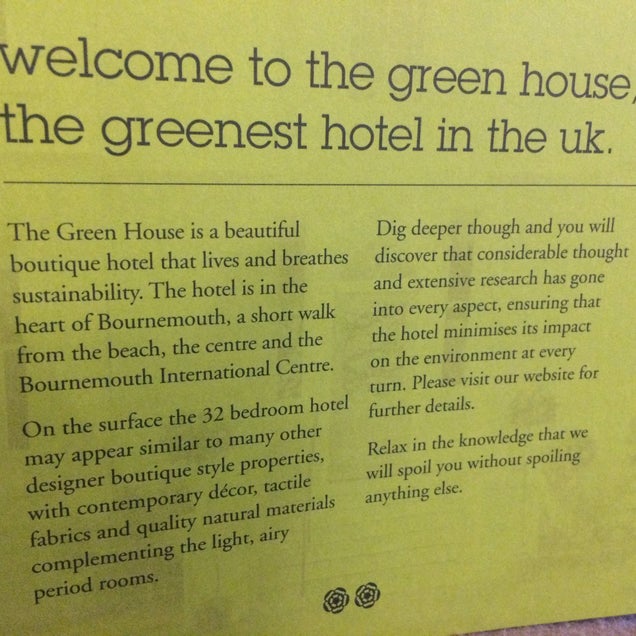 welcome to the green house,
the greenest hotel in the uk.
The Green House is a beautiful
boutique hotel that lives and breathes
sustainability. The hotel is in the
heart of Bournemouth, a short walk
from the beach, the centre and the
Bournemouth International Centre.
On the surface the 32 bedroom hotel
may appear similar to many other
designer boutique style properties,
with contemporary décor, tactile
fabrics and quality natural materials
complementing the light, airy
period rooms.
Dig deeper though and you will
discover that considerable thought
and extensive research has gone
into every aspect, ensuring that
the hotel minimises its impact
on the environment at every
turn. Please visit our website for
further details.
Relax in the knowledge that we
will spoil you without spoiling
anything else.